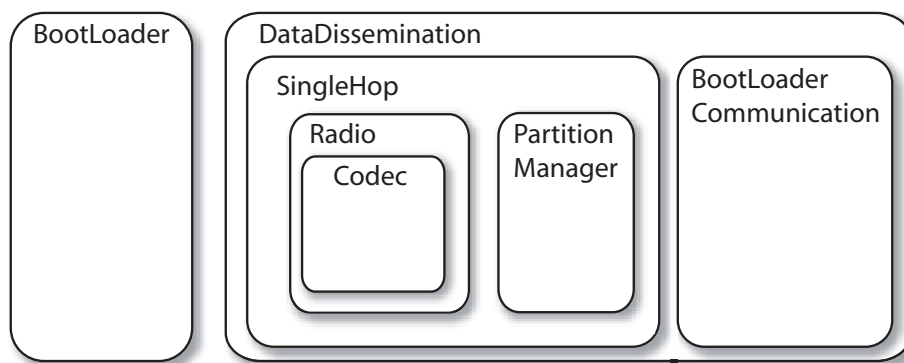 BootLoader
DataDissemination
SingleHop
Radio
Codec
Partition
Manager
BootLoader
Communication